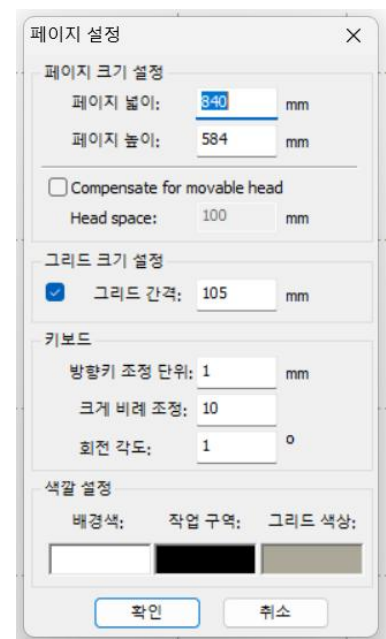 페이지 설정
페이지 크기 설정
페이지 넓이: 840 mm
페이지 높이: 584 mm
Compensate for movable head
Head space: 100 mm
그리드 크기 설정
그리드 간격: 105 mm
키보드
방향키 조정 단위: 1 mm
크게 비례 조정: 10
회전 각도: 1 o
색깔 설정
배경색: 작업 구역: 그리드 색상:
확인 취소